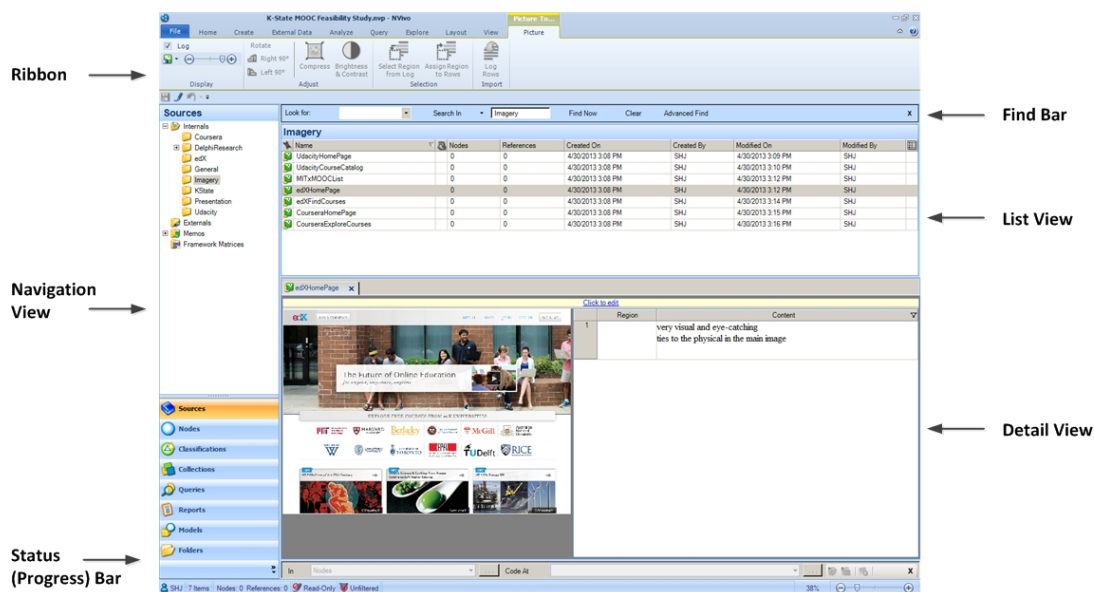 K-State MOOC Feasibility Study.nvp - NVivo
Picture To...
File Home Create External Data Analyze Query Explore Layout View Picture
Log
Rotate
Right 90°
Left 90°
Compress
Brightness & Contrast
Select Region from Log
Assign Region to Rows
Log Rows
Display
Adjust
Selection
Import
Ribbon
Sources
Look for:
Search In
Imagery
Find Now
Clear
Advanced Find
x
Find Bar
Internals
Coursera
DelphiResearch
edX
General
Imagery
KState
Presentation
Udacity
Externals
Memos
Framework Matrices
Imagery
Name Nodes References Created On Created By Modified On Modified By
UdacityHomePage 0 0 4/30/2013 3:08 PM SHJ 4/30/2013 3:09 PM SHJ
UdacityCourseCatalog 0 0 4/30/2013 3:08 PM SHJ 4/30/2013 3:10 PM SHJ
MITxMOOCList 0 0 4/30/2013 3:08 PM SHJ 4/30/2013 3:12 PM SHJ
edXHomePage 0 0 4/30/2013 3:08 PM SHJ 4/30/2013 3:12 PM SHJ
edXFindCourses 0 0 4/30/2013 3:08 PM SHJ 4/30/2013 3:14 PM SHJ
CourseraHomePage 0 0 4/30/2013 3:08 PM SHJ 4/30/2013 3:15 PM SHJ
CourseraExploreCourses 0 0 4/30/2013 3:08 PM SHJ 4/30/2013 3:16 PM SHJ
List View
Navigation
View
edXHomePage x
Click to edit
edX
The Future of Online Education
for anyone, anywhere, anytime
MIT
HARVARD
Berkeley
McGill
TUDelft
RICE
Region Content
1
very visual and eye-catching
ties to the physical in the main image
Detail View
Sources
Nodes
Classifications
Collections
Queries
Reports
Models
Folders
Status
(Progress) Bar
In Nodes ... Code At ... x
SHJ 7 Items Nodes: 0 References: 0 Read-Only Unfiltered 38%